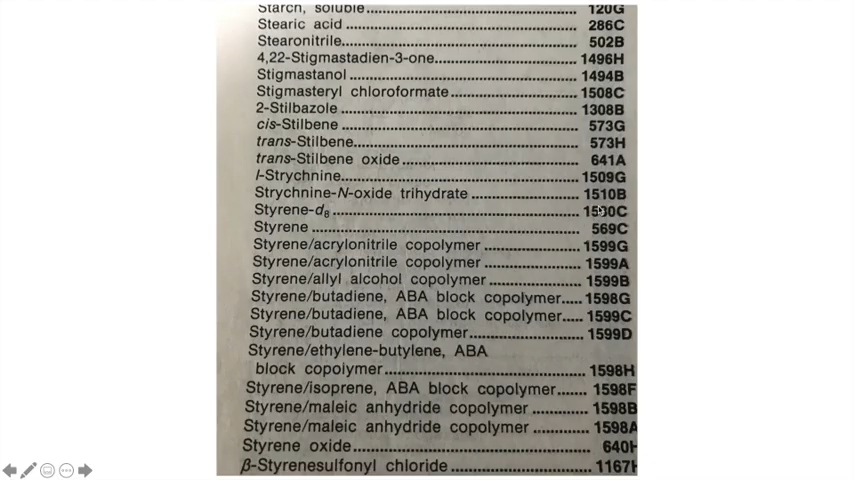 Starch, soluble 120G
Stearic acid 286C
Stearonitrile 502B
4,22-Stigmastadien-3-one 1496H
Stigmastanol 1494B
Stigmasteryl chloroformate 1508C
2-Stilbazole 1308B
cis-Stilbene 573G
trans-Stilbene 573H
trans-Stilbene oxide 641A
l-Strychnine 1509G
Strychnine-N-oxide trihydrate 1510B
Styrene-d8
Styrene 569C
Styrene/acrylonitrile copolymer 1599G
Styrene/acrylonitrile copolymer 1599A
Styrene/allyl alcohol copolymer 1599B
Styrene/butadiene, ABA block copolymer 1598G
Styrene/butadiene, ABA block copolymer 1599C
Styrene/butadiene copolymer 1599D
Styrene/ethylene-butylene, ABA
block copolymer 1598H
Styrene/isoprene, ABA block copolymer 1598F
Styrene/maleic anhydride copolymer 1598B
Styrene/maleic anhydride copolymer 1598A
Styrene oxide 640H
β-Styrenesulfonyl chloride 1167H